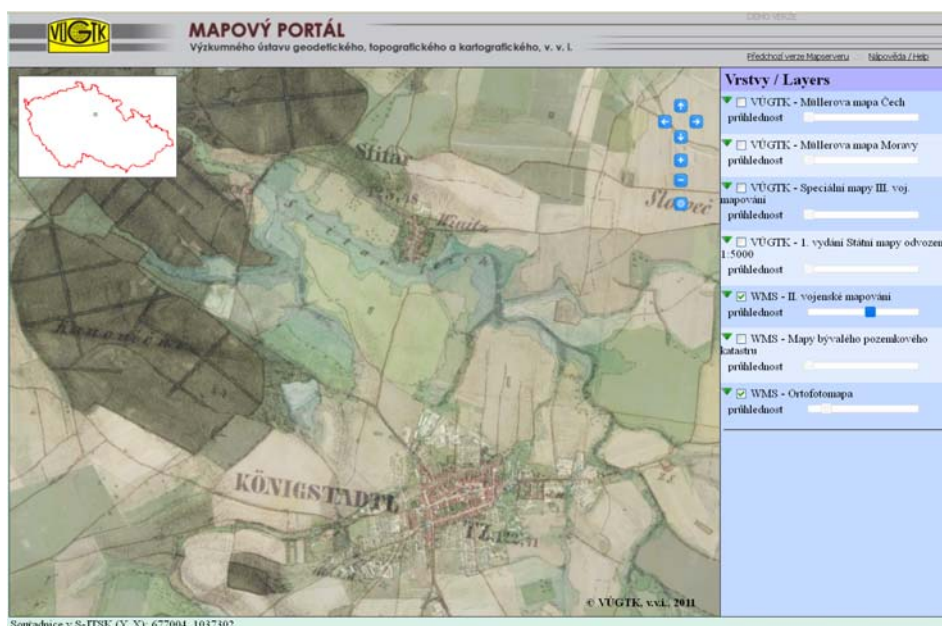 DEMO VERZE
VÚGTK
MAPOVÝ PORTÁL
Výzkumného ústavu geodetického, topografického a kartografického, v. v. i.
Předchozí verze Mapserveru
Nápověda / Help
Vrstvy / Layers
VÚGTK - Müllerova mapa Čech
průhlednost
VÚGTK - Müllerova mapa Moravy
průhlednost
VÚGTK - Speciální mapy III. voj.
mapování
průhlednost
VÚGTK - 1. vydání Státní mapy odvozen
1:5000
průhlednost
WMS - II. vojenské mapování
průhlednost
WMS - Mapy bývalého pozemkového
katastru
průhlednost
WMS - Ortofotomapa
průhlednost
Kinitz
KÖNIGSTADTL
© VÚGTK, v.v.i., 2011
Souřadnice v S-JTSK (Y, X): 677004, 1037302